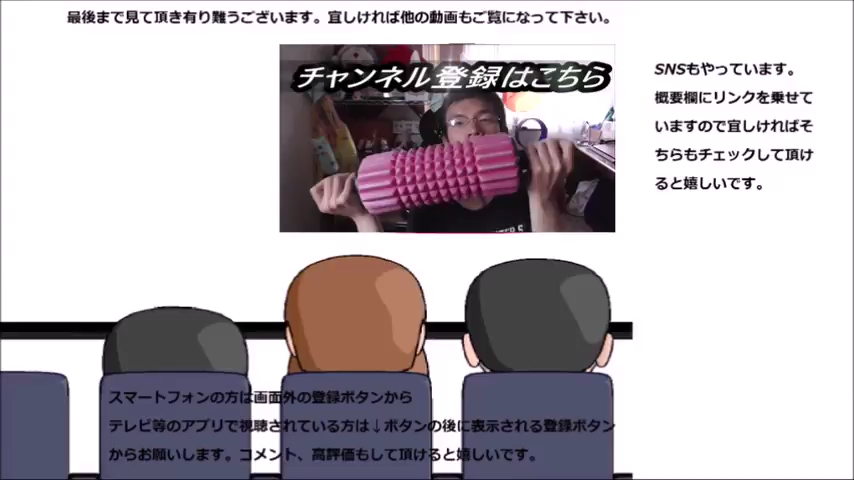 最後まで見て頂き有り難うございます。宜しければ他の動画もご覧になって下さい。
チャンネル登録はこちら
SNSもやっています。
概要欄にリンクを乗せて
いますので宜しければそ
ちらもチェックして頂け
ると嬉しいです。
スマートフォンの方は画面外の登録ボタンから
テレビ等のアプリで視聴されている方は↓ボタンの後に表示される登録ボタン
からお願いします。コメント、高評価もして頂けると嬉しいです。